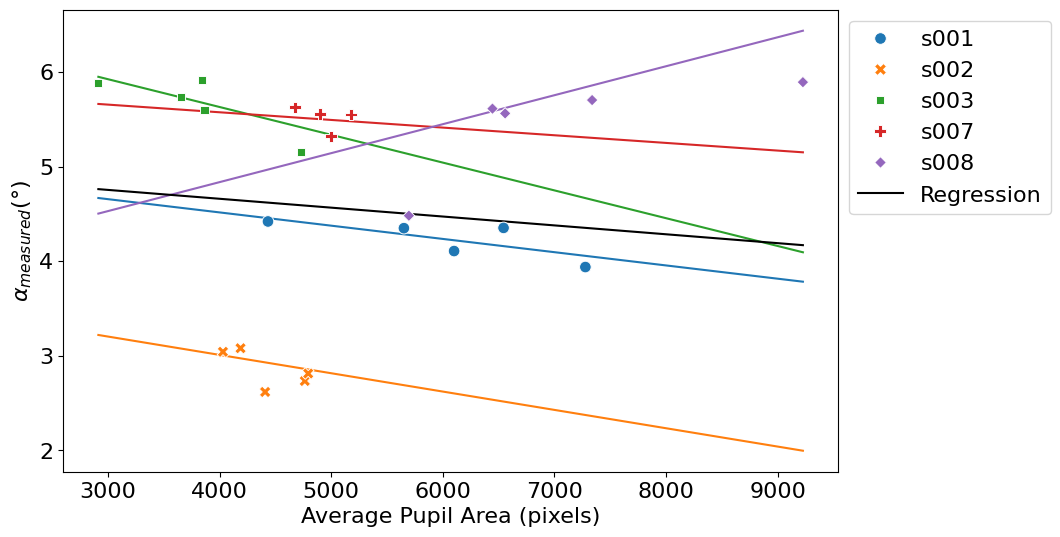 6
5
4
3
2
α_measured(°)
3000 4000 5000 6000 7000 8000 9000
Average Pupil Area (pixels)
s001
s002
s003
s007
s008
Regression